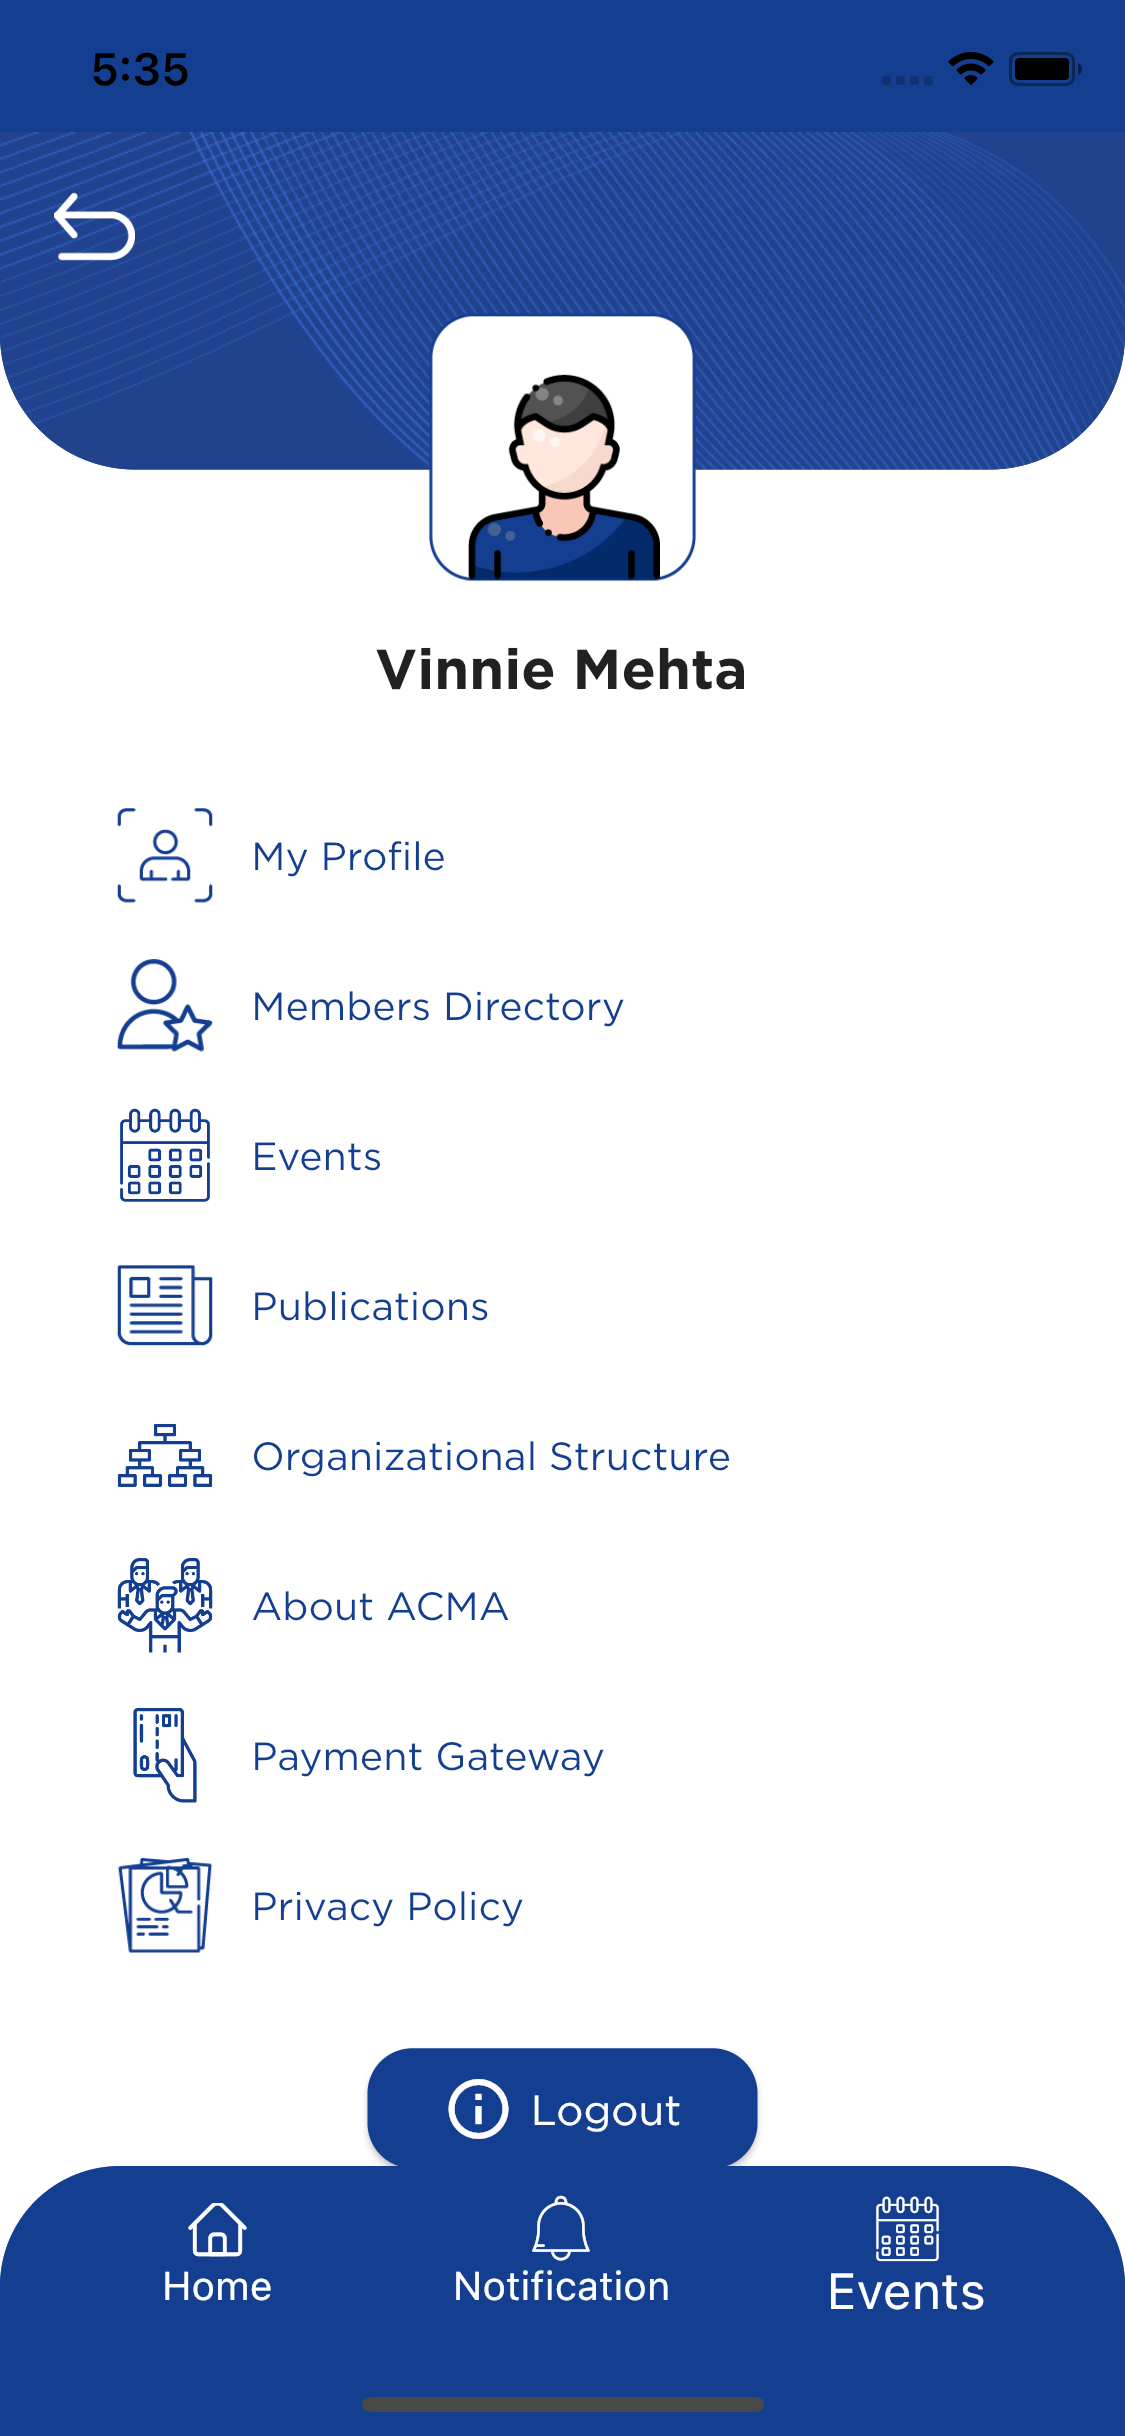 5:35
Vinnie Mehta
My Profile
Members Directory
Events
Publications
Organizational Structure
About ACMA
Payment Gateway
Privacy Policy
Logout
Home
Notification
Events